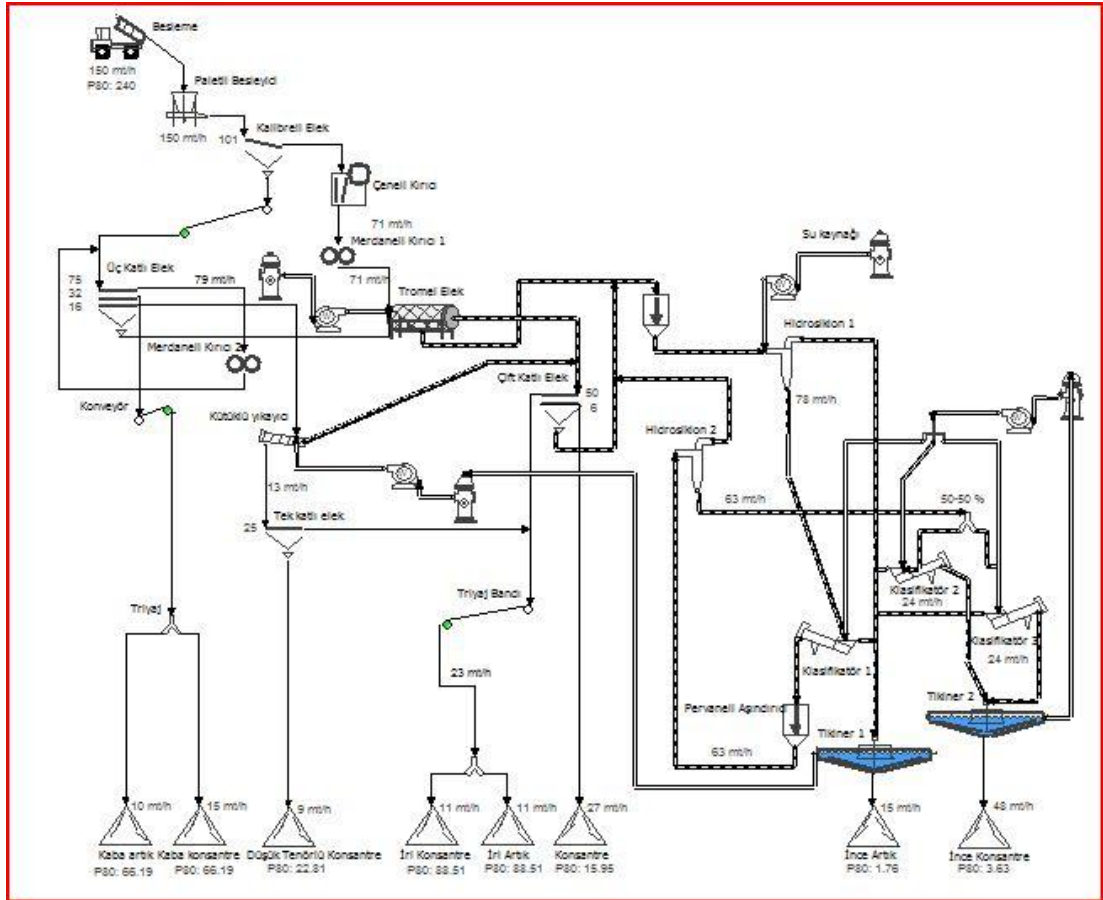 Besleme
150 mt/h
P80: 240
Paletli Besleyici
150 mt/h
101
Kalibreli Elek
Çeneli Kırıcı
71 mt/h
Merdaneli Kırıcı 1
71 mt/h
Su kaynağı
Üç Katlı Elek
75
32
16
79 mt/h
Tromel Elek
Hidrosiklon 1
Merdaneli Kırıcı 2
Çift Katlı Elek
50
6
78 mt/h
Konveyör
Kütüklü yıkayıcı
Hidrosiklon 2
13 mt/h
63 mt/h
50-50 %
Tek katlı elek
25
Klasifikatör 2
24 mt/h
Triyaj
Triyaj Bandı
Klasifikatör 3
24 mt/h
23 mt/h
Klasifikatör 1
Pervaneli Aşındırıcı
Tikiner 2
Tikiner 1
63 mt/h
10 mt/h
15 mt/h
9 mt/h
11 mt/h
11 mt/h
27 mt/h
15 mt/h
48 mt/h
Kaba artık
P80: 66.19
Kaba konsantre
P80: 66.19
Düşük Tenörlü Konsantre
P80: 22.81
İri Konsantre
P80: 88.51
İri Artık
P80: 88.51
Konsantre
P80: 15.95
İnce Artık
P80: 1.76
İnce Konsantre
P80: 3.63